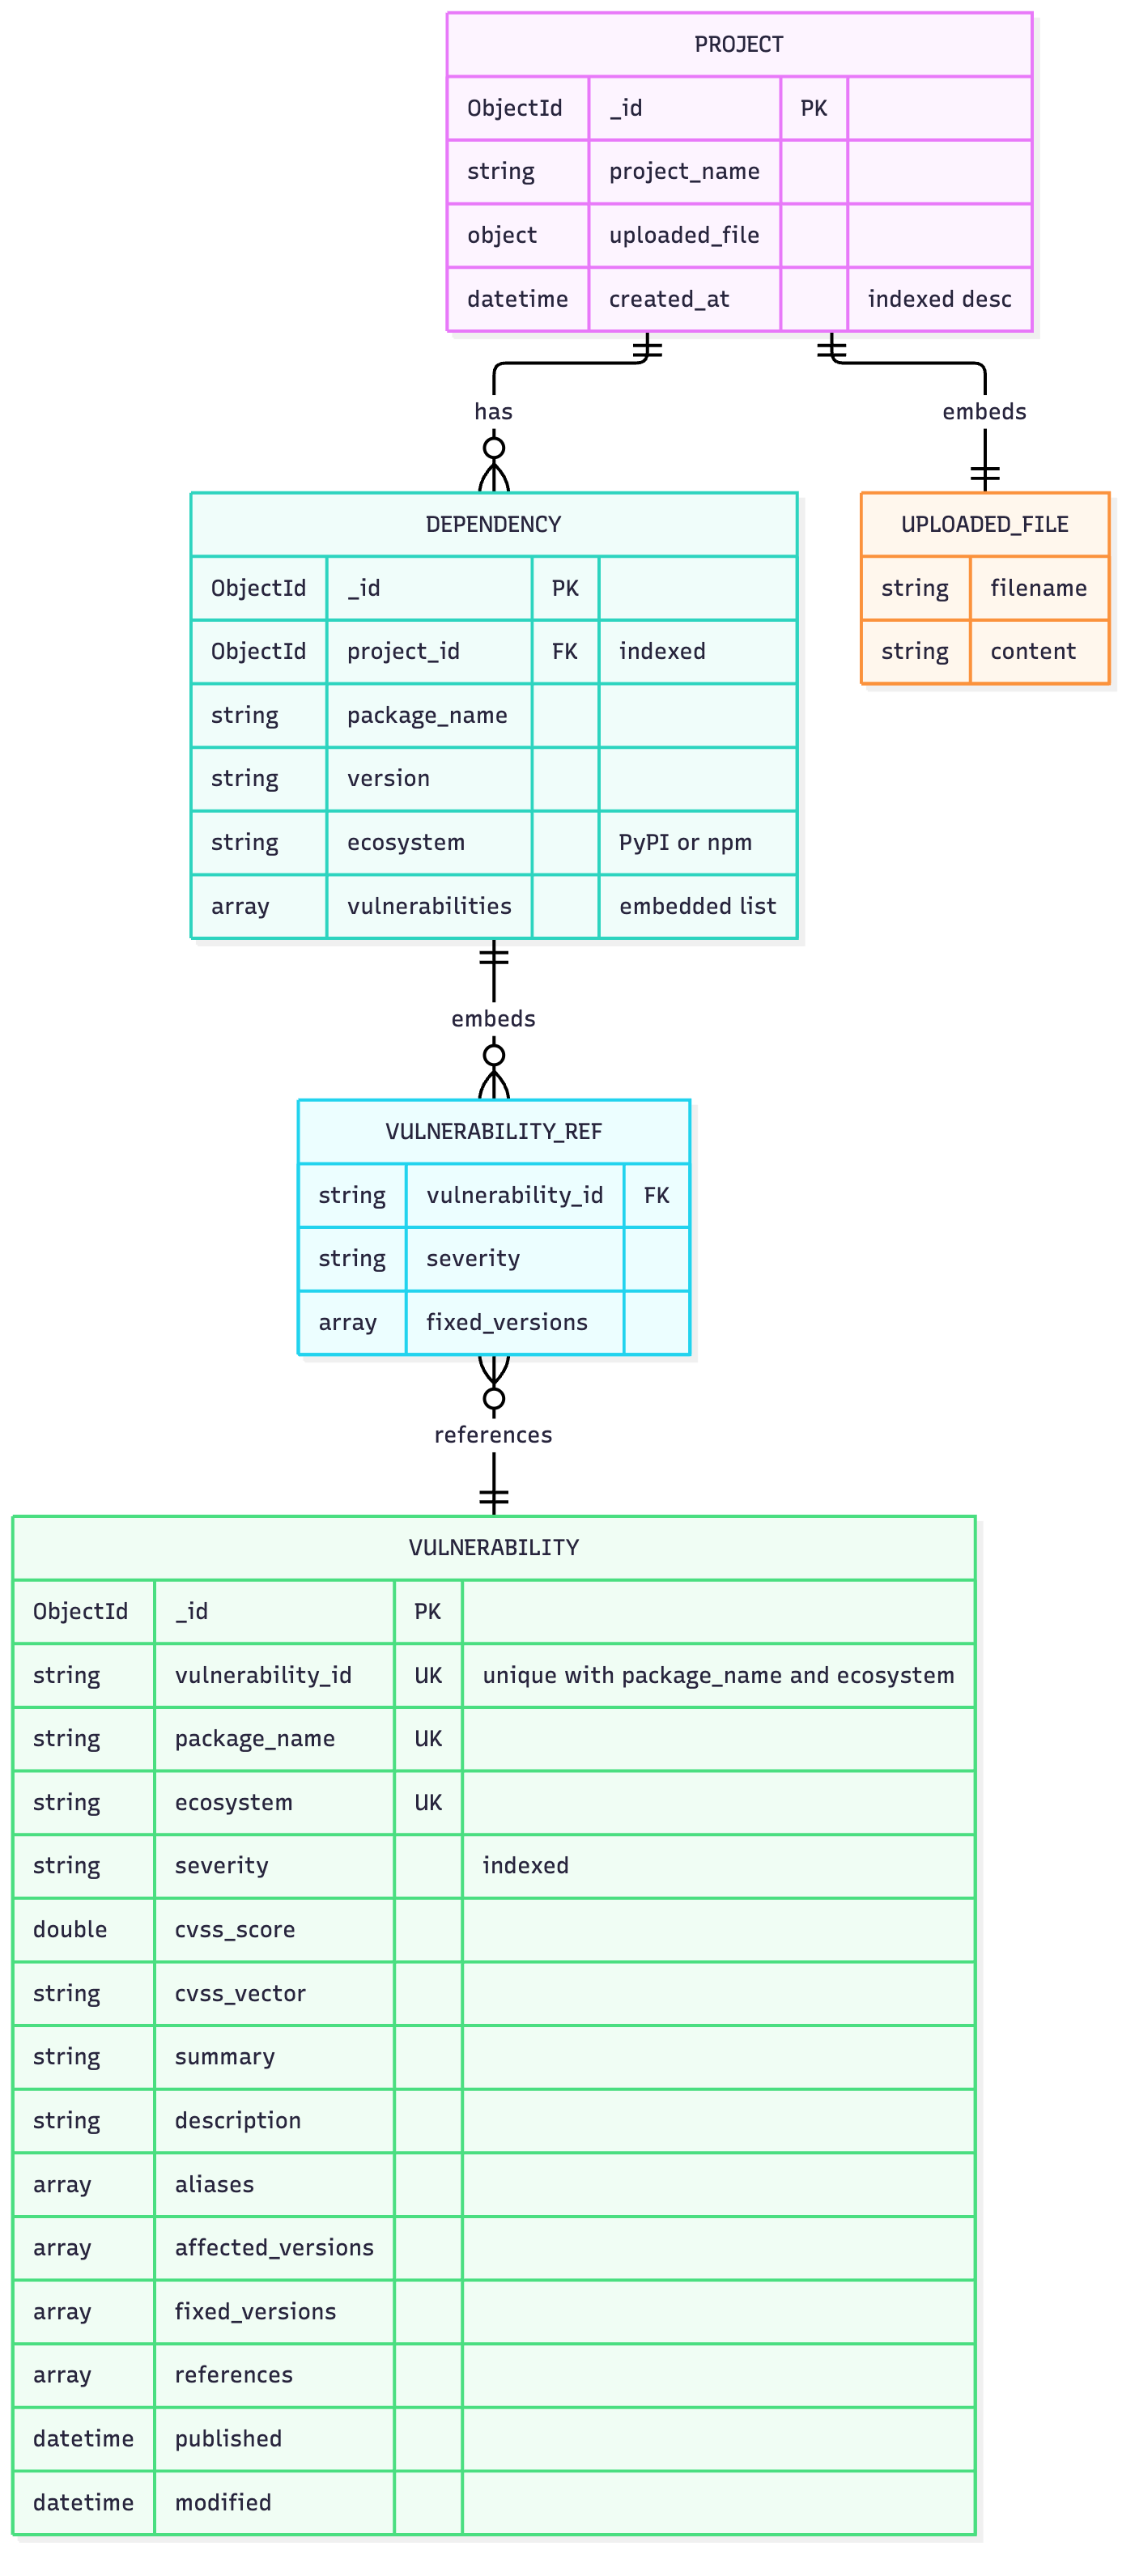 PROJECT
ObjectId _id PK
string project_name
object uploaded_file
datetime created_at indexed desc
has embeds
DEPENDENCY
ObjectId _id PK
ObjectId project_id FK indexed
string package_name
string version
string ecosystem PyPI or npm
array vulnerabilities embedded list
UPLOADED_FILE
string filename
string content
embeds
VULNERABILITY_REF
string vulnerability_id FK
string severity
array fixed_versions
references
VULNERABILITY
ObjectId _id PK
string vulnerability_id UK unique with package_name and ecosystem
string package_name UK
string ecosystem UK
string severity indexed
double cvss_score
string cvss_vector
string summary
string description
array aliases
array affected_versions
array fixed_versions
array references
datetime published
datetime modified